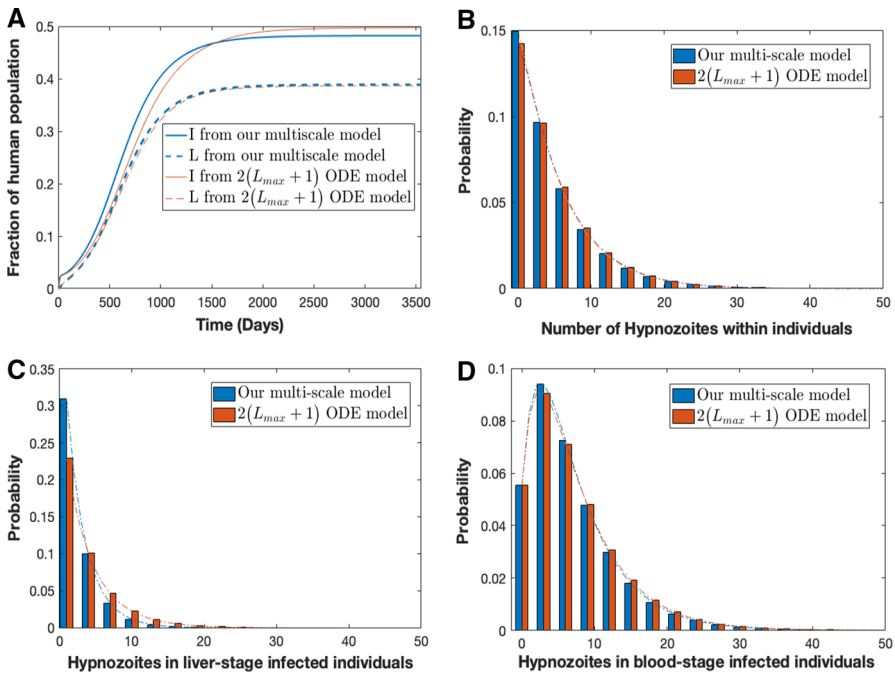 A
0.5
0.4
0.3
0.2
0.1
0
Fraction of human population
I from our multiscale model
L from our multiscale model
I from 2(L_max + 1) ODE model
L from 2(L_max + 1) ODE model
0 500 1000 1500 2000 2500 3000 3500
Time (Days)
B
0.15
0.1
0.05
0
Probability
Our multi-scale model
2(L_max + 1) ODE model
0 10 20 30 40 50
Number of Hypnozoites within individuals
C
0.35
0.3
0.25
0.2
0.15
0.1
0.05
0
Probability
Our multi-scale model
2(L_max + 1) ODE model
0 10 20 30 40 50
Hypnozoites in liver-stage infected individuals
D
0.1
0.08
0.06
0.04
0.02
0
Probability
Our multi-scale model
2(L_max + 1) ODE model
0 10 20 30 40 50
Hypnozoites in blood-stage infected individuals